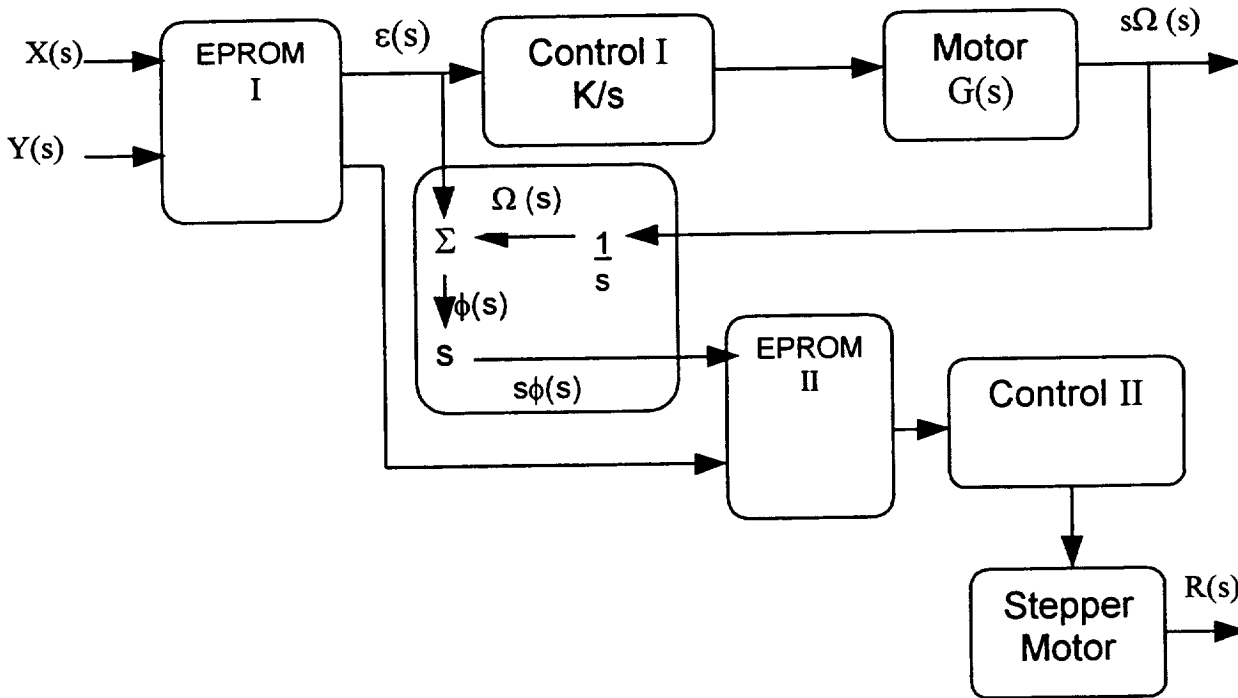 X(s)
Y(s)
EPROM
I
ε(s)
Control I
K/s
Motor
G(s)
sΩ (s)
Ω (s)
Σ
1
s
ϕ(s)
s
sϕ(s)
EPROM
II
Control II
Stepper
Motor
R(s)